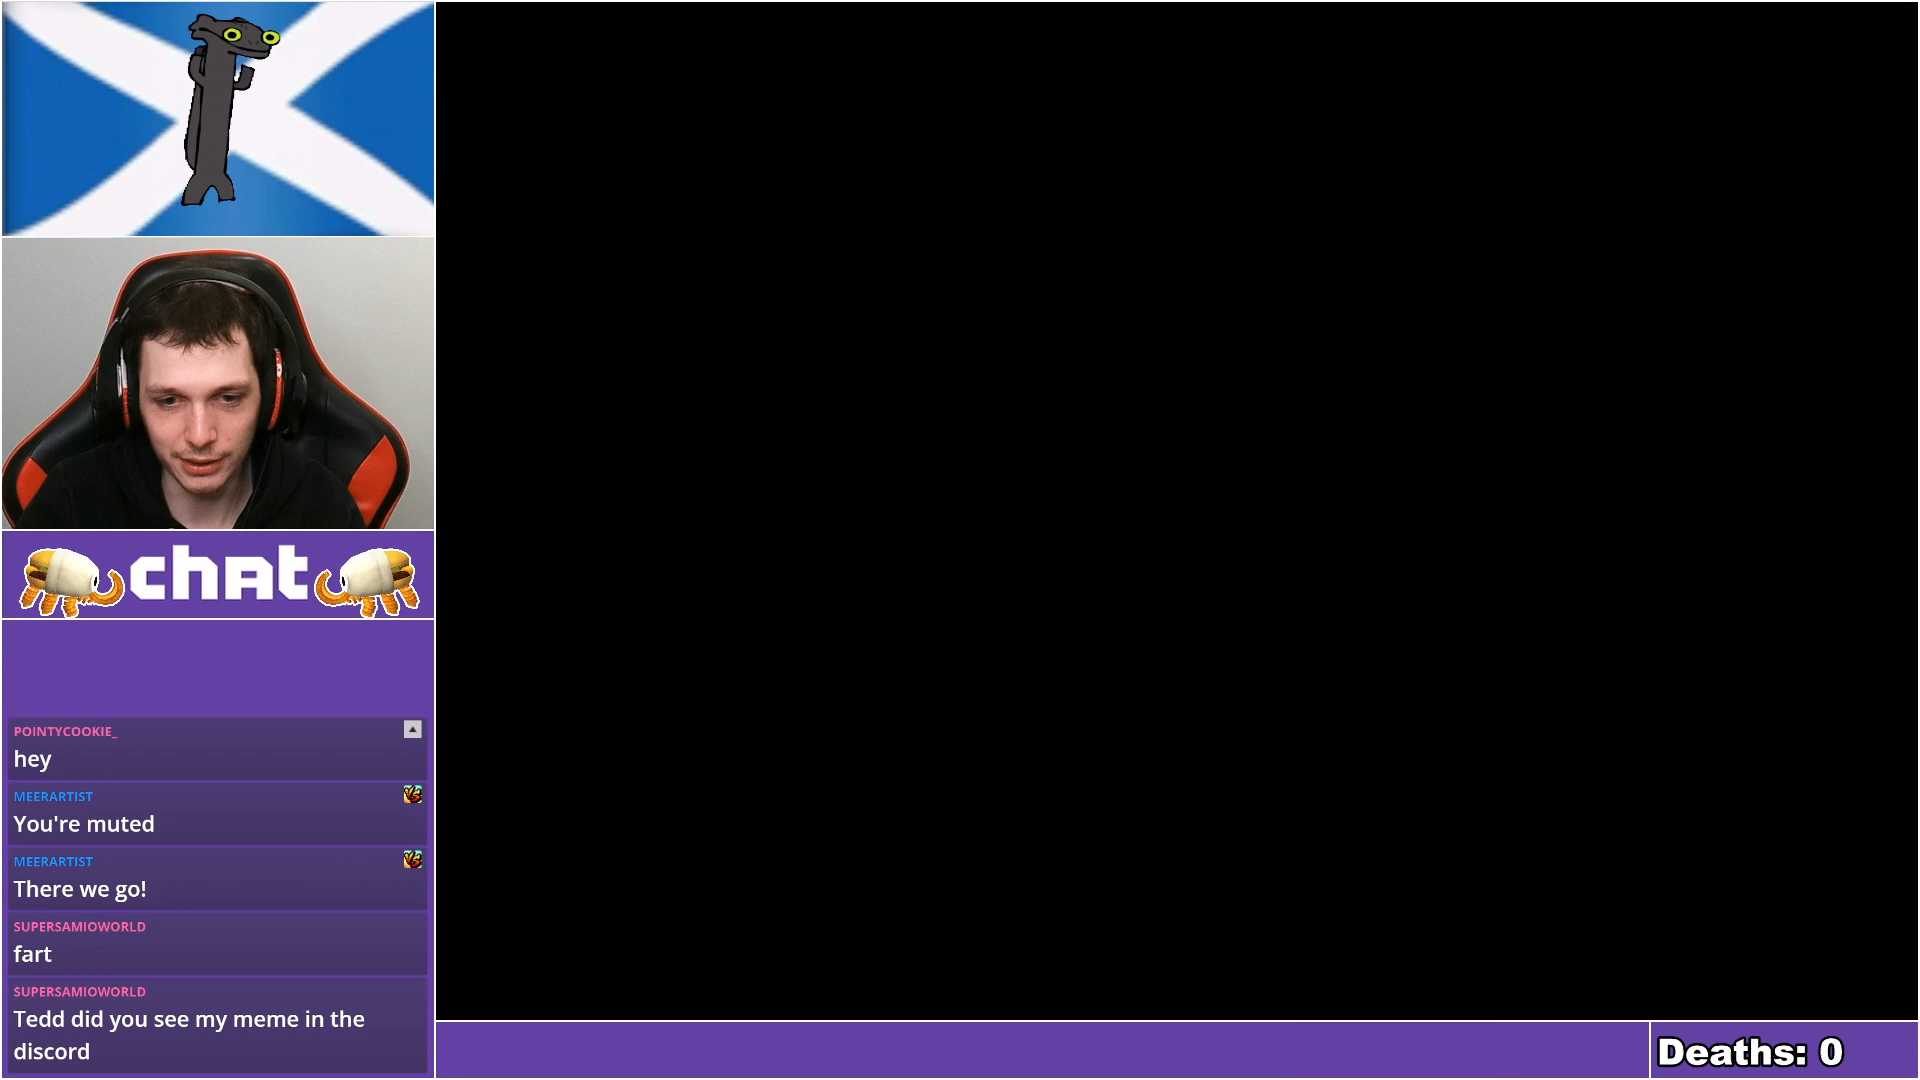 chat
POINTYCOOKIE_
hey
MEERARTIST
You're muted
MEERARTIST
There we go!
SUPERSAMIOWORLD
fart
SUPERSAMIOWORLD
Tedd did you see my meme in the
discord
Deaths: 0